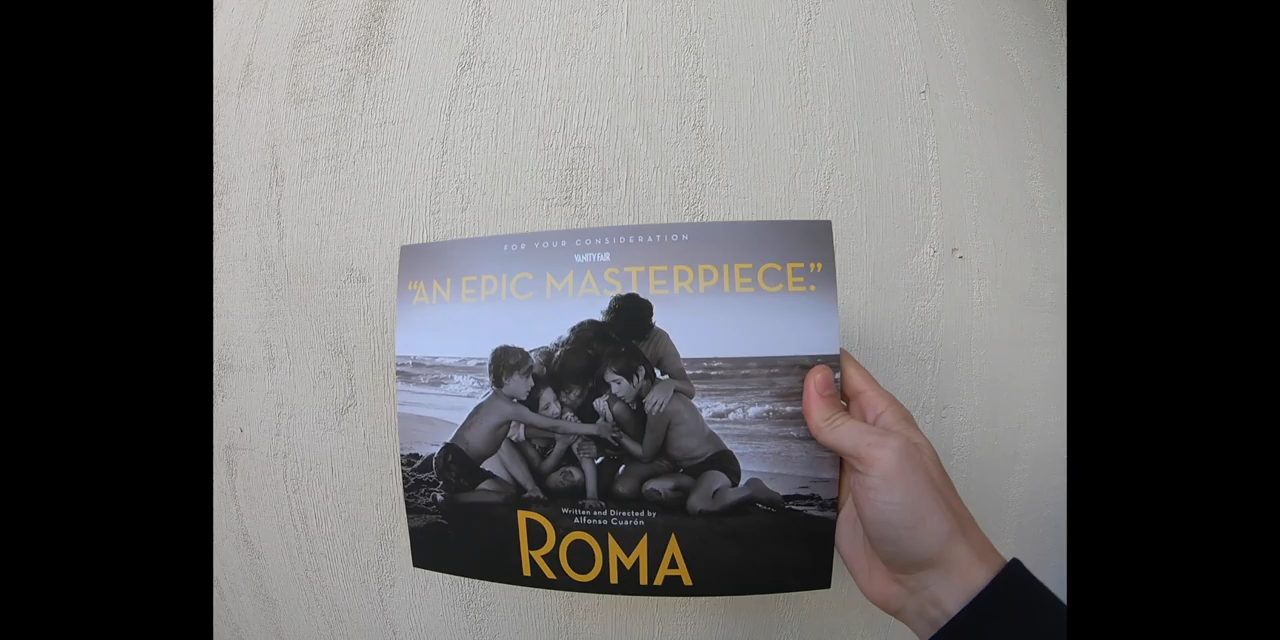 FOR YOUR CONSIDERATION
VANITY FAIR
“AN EPIC MASTERPIECE.”
Written and Directed by
Alfonso Cuarón
ROMA